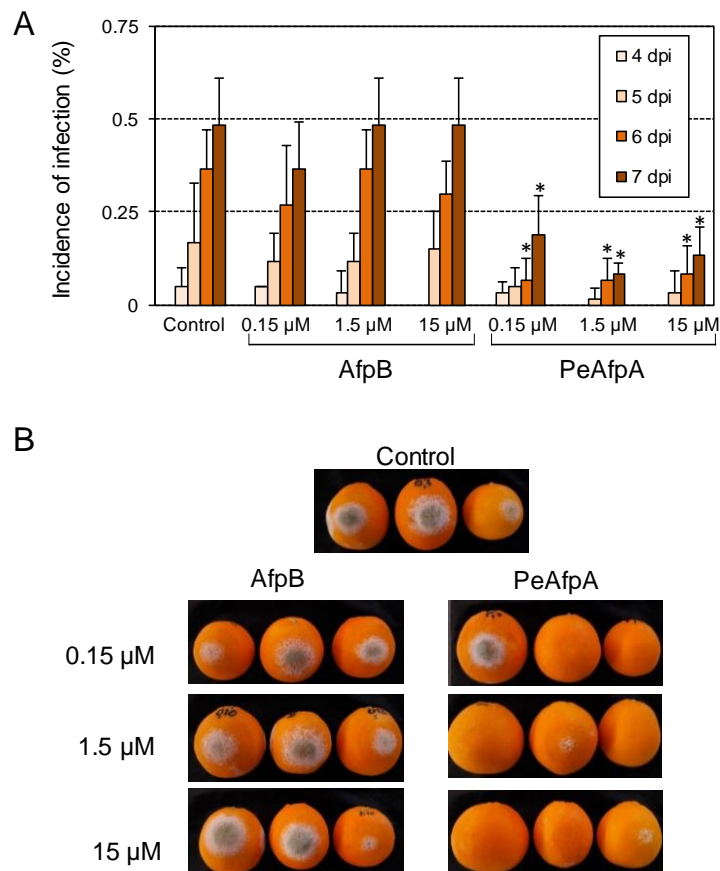 A
Incidence of infection (%)
0.75
0.5
0.25
0
4 dpi
5 dpi
6 dpi
7 dpi
* * * * * *
Control 0.15 µM 1.5 µM 15 µM 0.15 µM 1.5 µM 15 µM
AfpB PeAfpA
B
Control
AfpB PeAfpA
0.15 µM
1.5 µM
15 µM